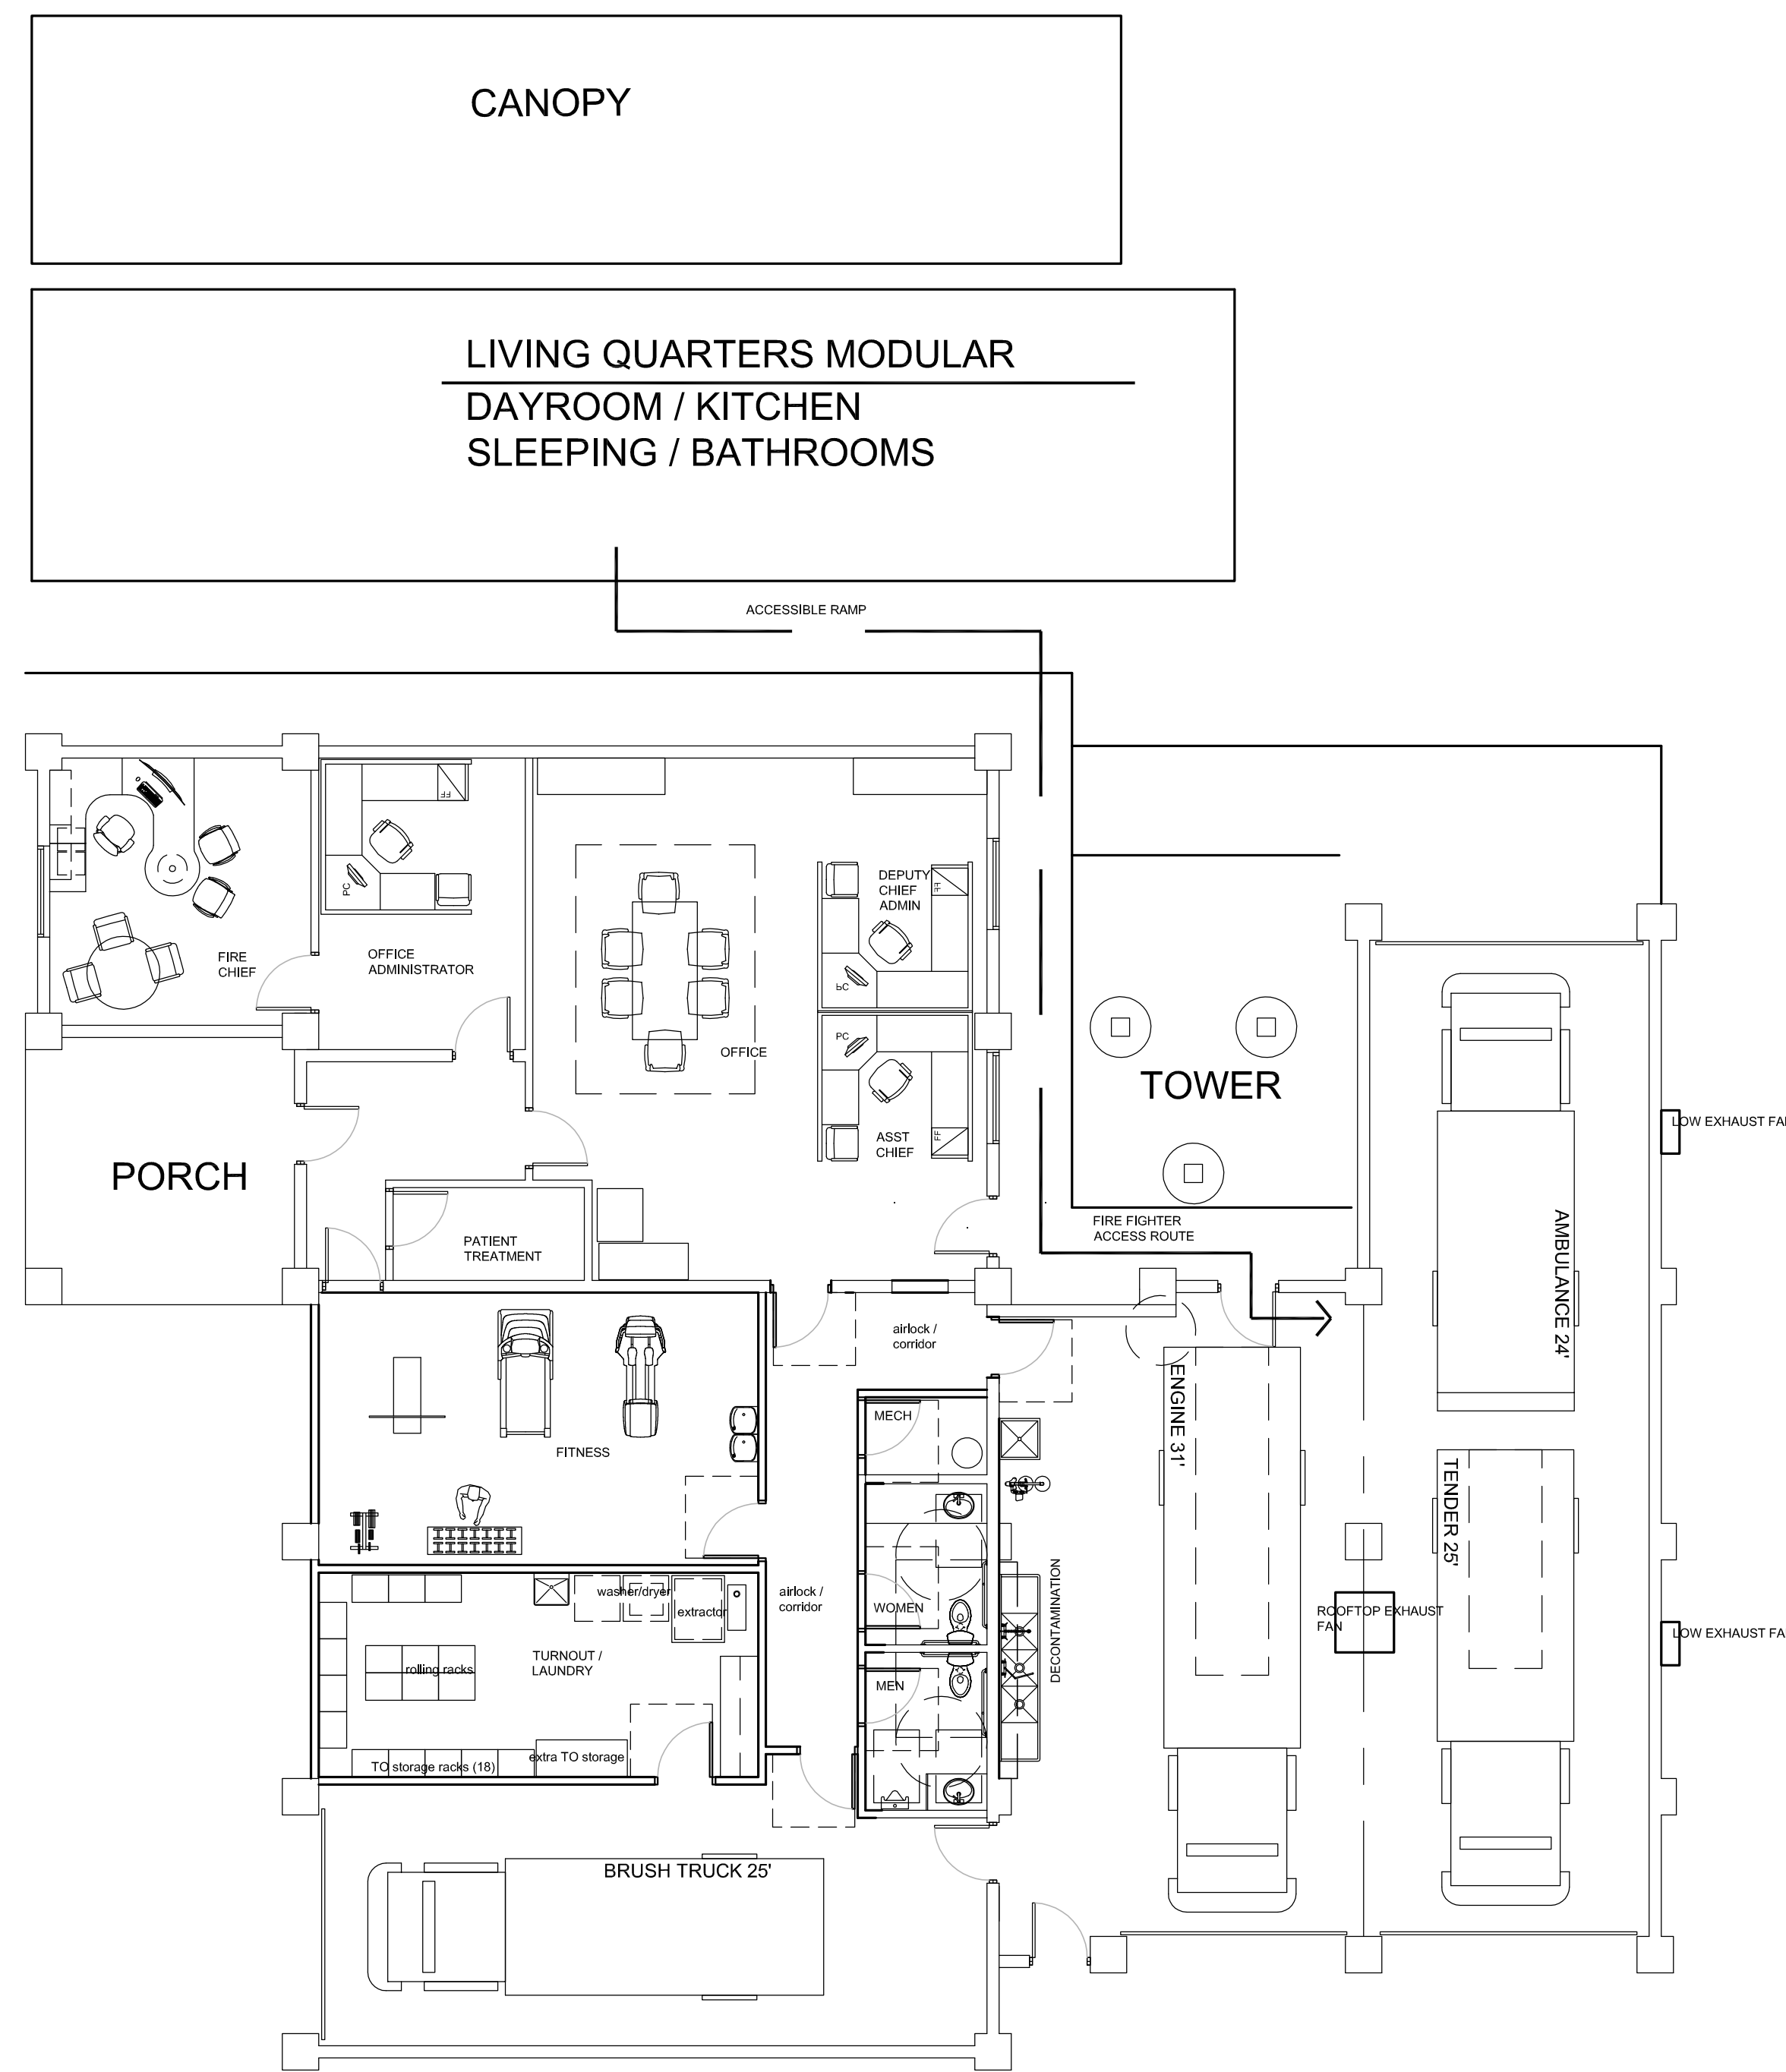 CANOPY
LIVING QUARTERS MODULAR
DAYROOM / KITCHEN
SLEEPING / BATHROOMS
ACCESSIBLE RAMP
FF
PC
FIRE
CHIEF
OFFICE
ADMINISTRATOR
DEPUTY
CHIEF
ADMIN
FF
PC
OFFICE
PC
ASST
CHIEF
FF
TOWER
LOW EXHAUST FA
PORCH
PATIENT
TREATMENT
FIRE FIGHTER
ACCESS ROUTE
AMBULANCE 24'
airlock /
corridor
ENGINE 31'
MECH
FITNESS
TENDER 25'
washer/dryer
extractor
airlock /
corridor
WOMEN
DECONTAMINATION
ROOFTOP EXHAUST
FAN
LOW EXHAUST FA
TURNOUT /
LAUNDRY
rolling racks
MEN
TO storage racks (18)
extra TO storage
BRUSH TRUCK 25'